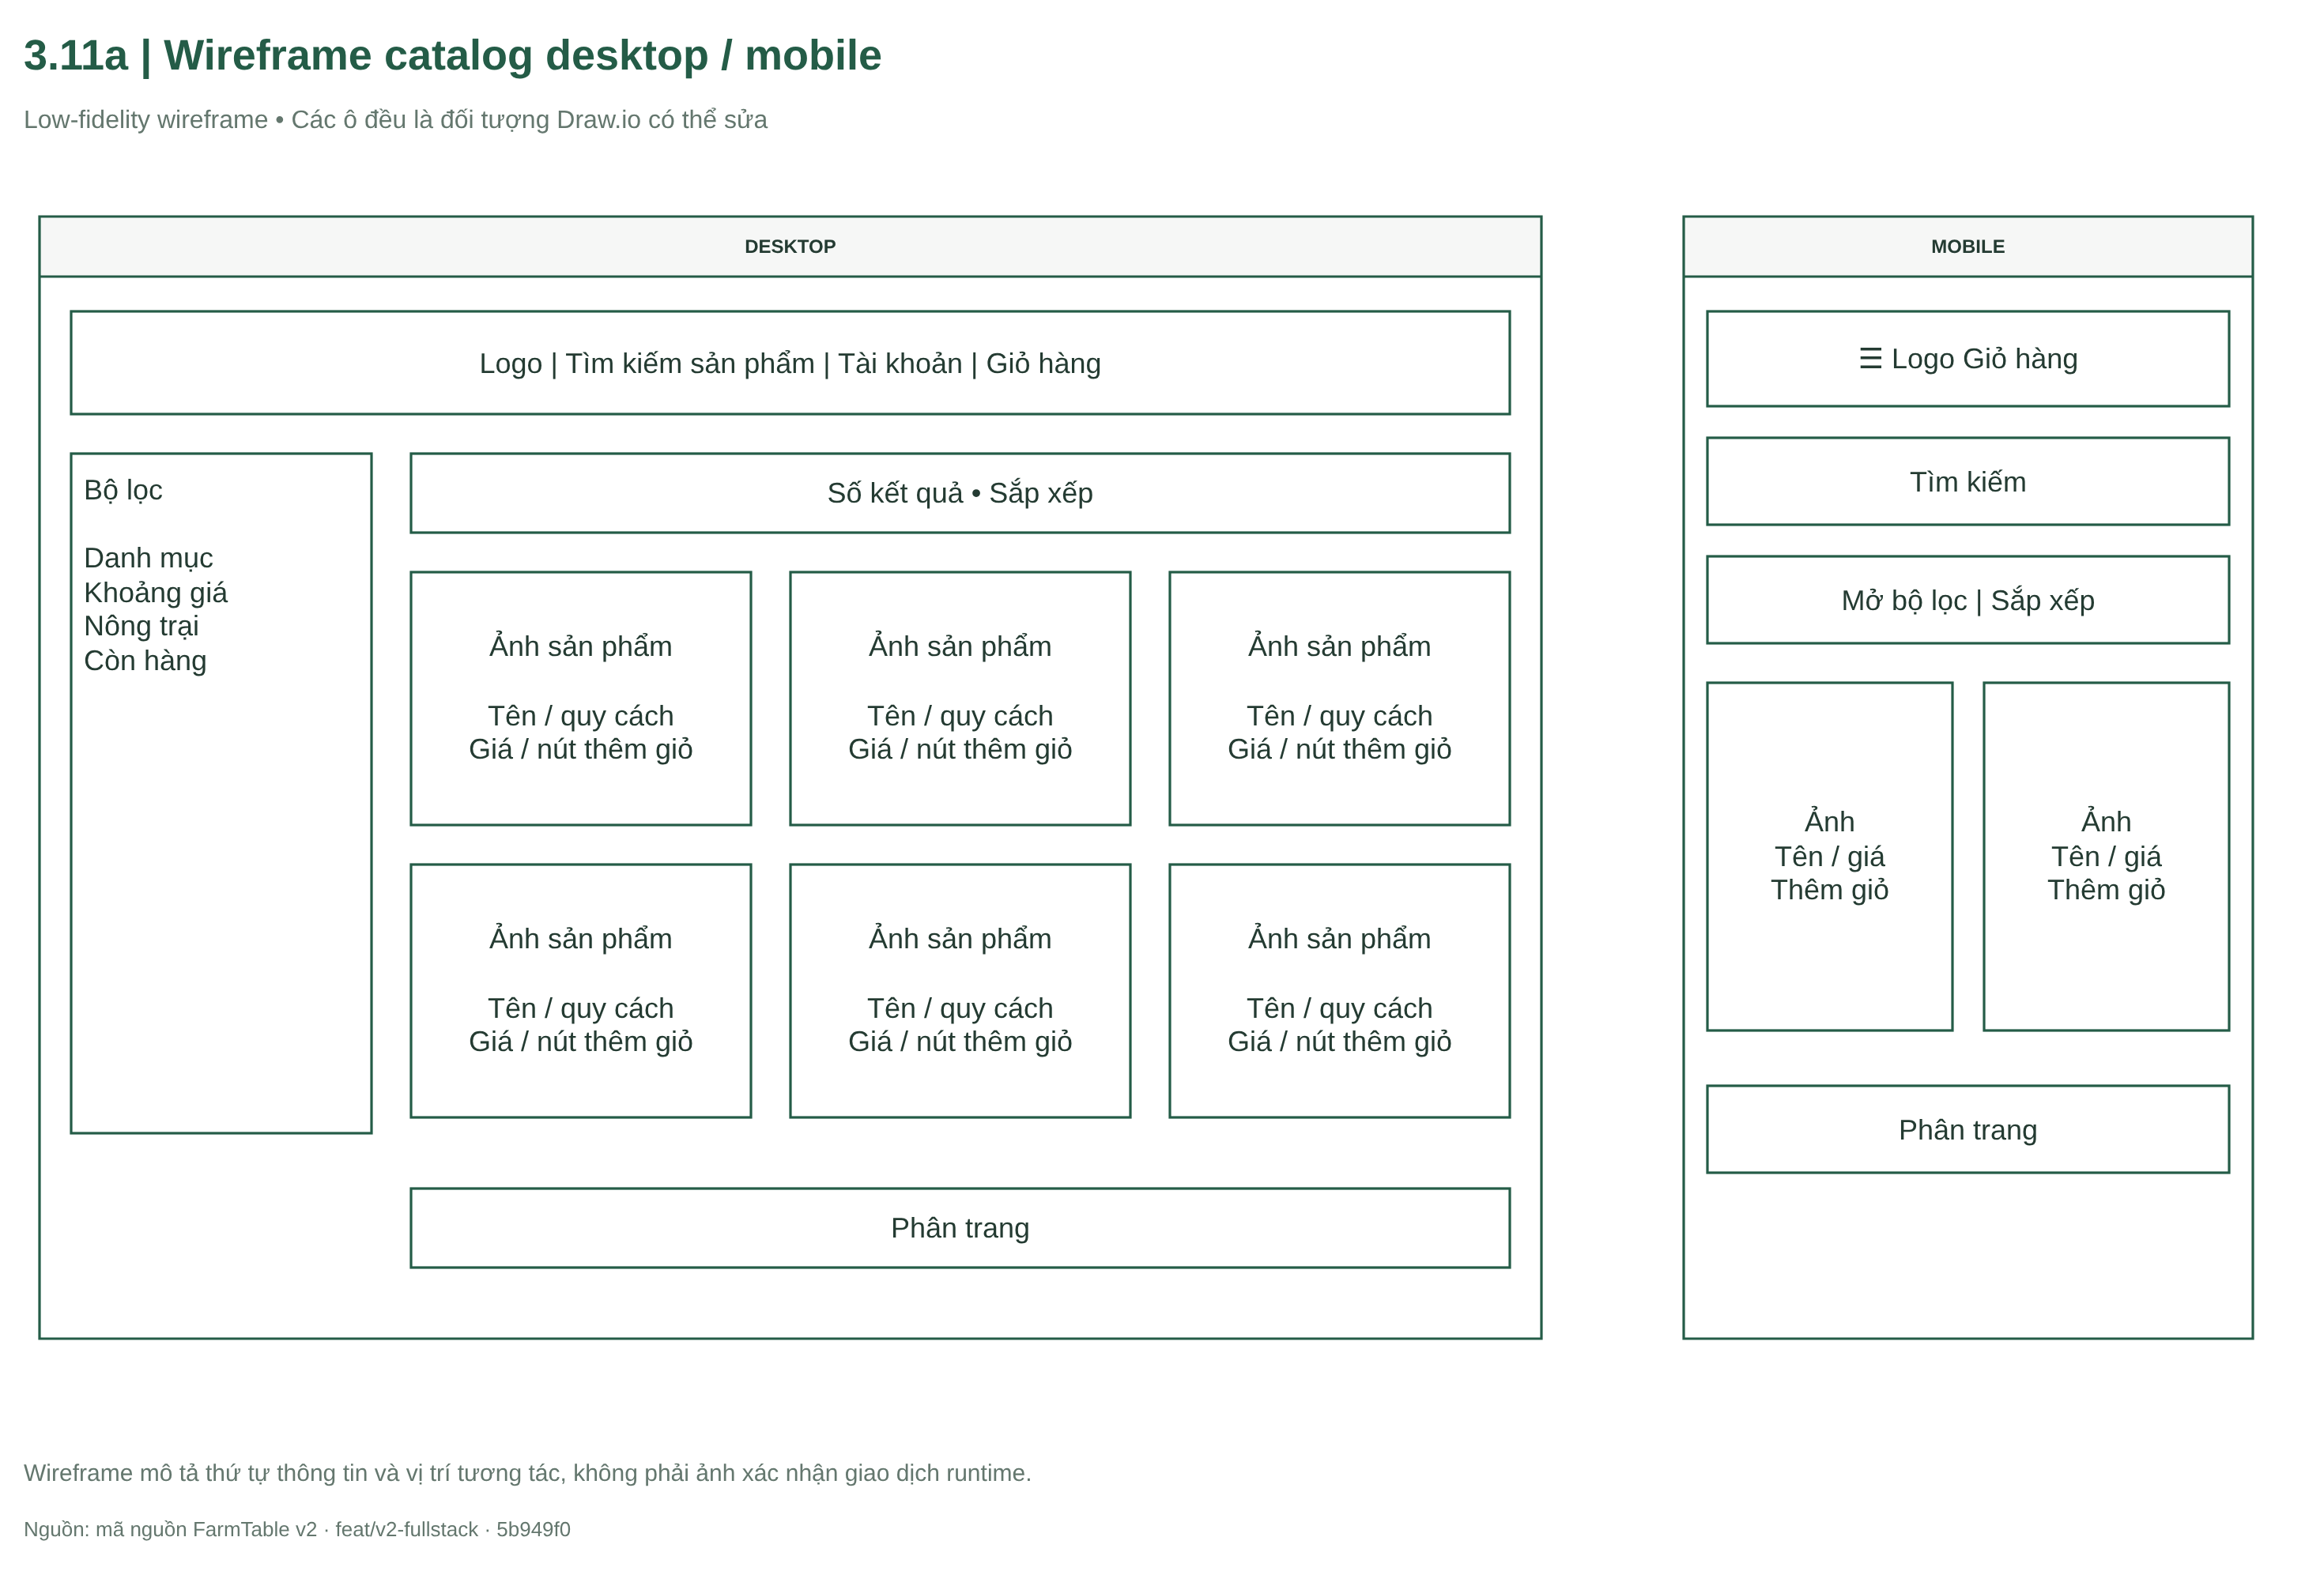 3.11a | Wireframe catalog desktop / mobile
Low-fidelity wireframe • Các ô đều là đối tượng Draw.io có thể sửa
DESKTOP
Logo | Tìm kiếm sản phẩm | Tài khoản | Giỏ hàng
Bộ lọc
Danh mục
Khoảng giá
Nông trại
Còn hàng
Số kết quả • Sắp xếp
Ảnh sản phẩm
Tên / quy cách
Giá / nút thêm giỏ
Ảnh sản phẩm
Tên / quy cách
Giá / nút thêm giỏ
Ảnh sản phẩm
Tên / quy cách
Giá / nút thêm giỏ
Ảnh sản phẩm
Tên / quy cách
Giá / nút thêm giỏ
Ảnh sản phẩm
Tên / quy cách
Giá / nút thêm giỏ
Ảnh sản phẩm
Tên / quy cách
Giá / nút thêm giỏ
Phân trang
MOBILE
☰ Logo Giỏ hàng
Tìm kiếm
Mở bộ lọc | Sắp xếp
Ảnh
Tên / giá
Thêm giỏ
Ảnh
Tên / giá
Thêm giỏ
Phân trang
Wireframe mô tả thứ tự thông tin và vị trí tương tác, không phải ảnh xác nhận giao dịch runtime.
Nguồn: mã nguồn FarmTable v2 · feat/v2-fullstack · 5b949f0